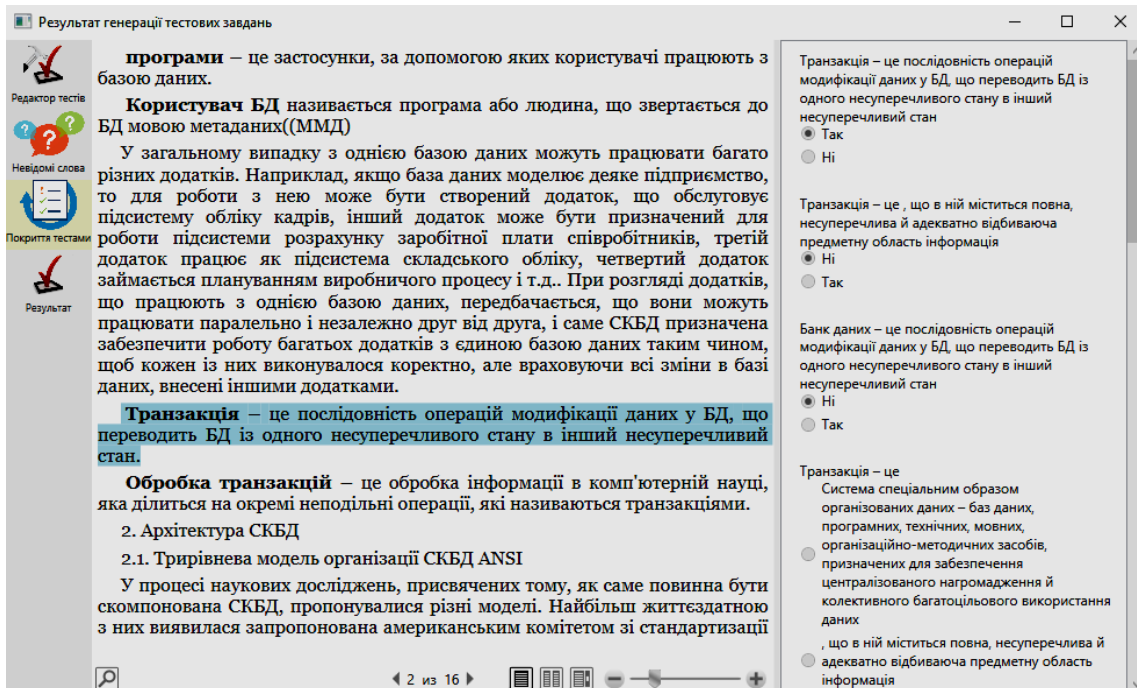 Результат генерації тестових завдань
Редактор тестів
Невідомі слова
Покриття тестами
Результат
програми – це застосунки, за допомогою яких користувачі працюють з
базою даних.
Користувач БД називається програма або людина, що звертається до
БД мовою метаданих((ММД)
У загальному випадку з однією базою даних можуть працювати багато
різних додатків. Наприклад, якщо база даних моделює деяке підприємство,
то для роботи з нею може бути створений додаток, що обслуговує
підсистему обліку кадрів, інший додаток може бути призначений для
роботи підсистеми розрахунку заробітної плати співробітників, третій
додаток працює як підсистема складського обліку, четвертий додаток
займається плануванням виробничого процесу і т.д.. При розгляді додатків,
що працюють з однією базою даних, передбачається, що вони можуть
працювати паралельно і незалежно друг від друга, і саме СКБД призначена
забезпечити роботу багатьох додатків з єдиною базою даних таким чином,
щоб кожен із них виконувалося коректно, але враховуючи всі зміни в базі
даних, внесені іншими додатками.
Транзакція – це послідовність операцій модифікації даних у БД, що
переводить БД із одного несуперечливого стану в інший несуперечливий
стан.
Обробка транзакцій – це обробка інформації в комп'ютерній науці,
яка ділиться на окремі неподільні операції, які називаються транзакціями.
2. Архітектура СКБД
2.1. Трирівнева модель організації СКБД ANSI
У процесі наукових досліджень, присвячених тому, як саме повинна бути
скомпонована СКБД, пропонувалися різні моделі. Найбільш життєздатною
з них виявилася запропонована американським комітетом зі стандартизації
2 из 16
Транзакція – це послідовність операцій
модифікації даних у БД, що переводить БД із
одного несуперечливого стану в інший
несуперечливий стан
Так
Ні
Транзакція – це , що в ній міститься повна,
несуперечлива й адекватно відбиваюча
предметну область інформація
Ні
Так
Банк даних – це послідовність операцій
модифікації даних у БД, що переводить БД із
одного несуперечливого стану в інший
несуперечливий стан
Ні
Так
Транзакція – це
Система спеціальним образом
організованих даних – баз даних,
програмних, технічних, мовних,
організаційно-методичних засобів,
призначених для забезпечення
централізованого нагромадження й
колективного багатоцільового використання
даних
, що в ній міститься повна, несуперечлива й
адекватно відбиваюча предметну область
інформація